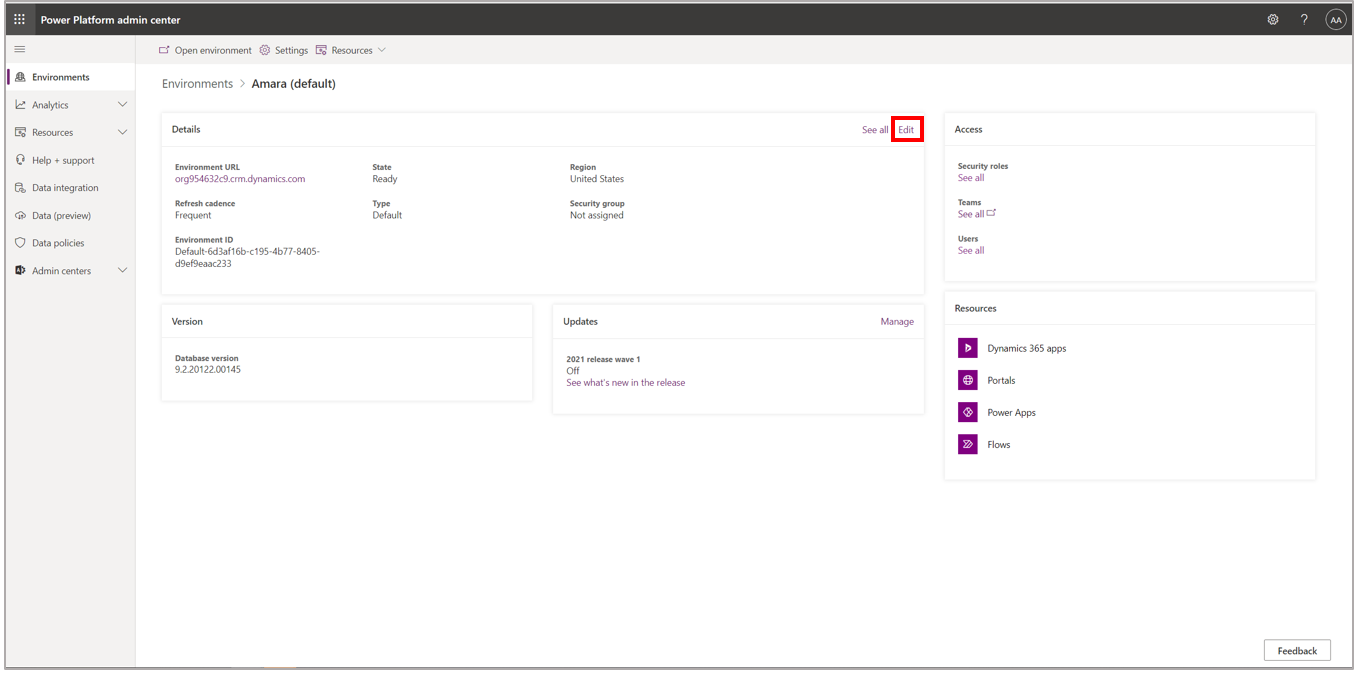 Power Platform admin center
?
AA
Open environment Settings Resources
Environments
Analytics
Resources
Help + support
Data integration
Data (preview)
Data policies
Admin centers
Environments > Amara (default)
Details
See all Edit
Environment URL
org954632c9.crm.dynamics.com
State
Ready
Region
United States
Refresh cadence
Frequent
Type
Default
Security group
Not assigned
Environment ID
Default-6d3af16b-c195-4b77-8405-
d9ef9eaac233
Access
Security roles
See all
Teams
See all
Users
See all
Version
Database version
9.2.20122.00145
Updates
Manage
2021 release wave 1
Off
See what's new in the release
Resources
Dynamics 365 apps
Portals
Power Apps
Flows
Feedback